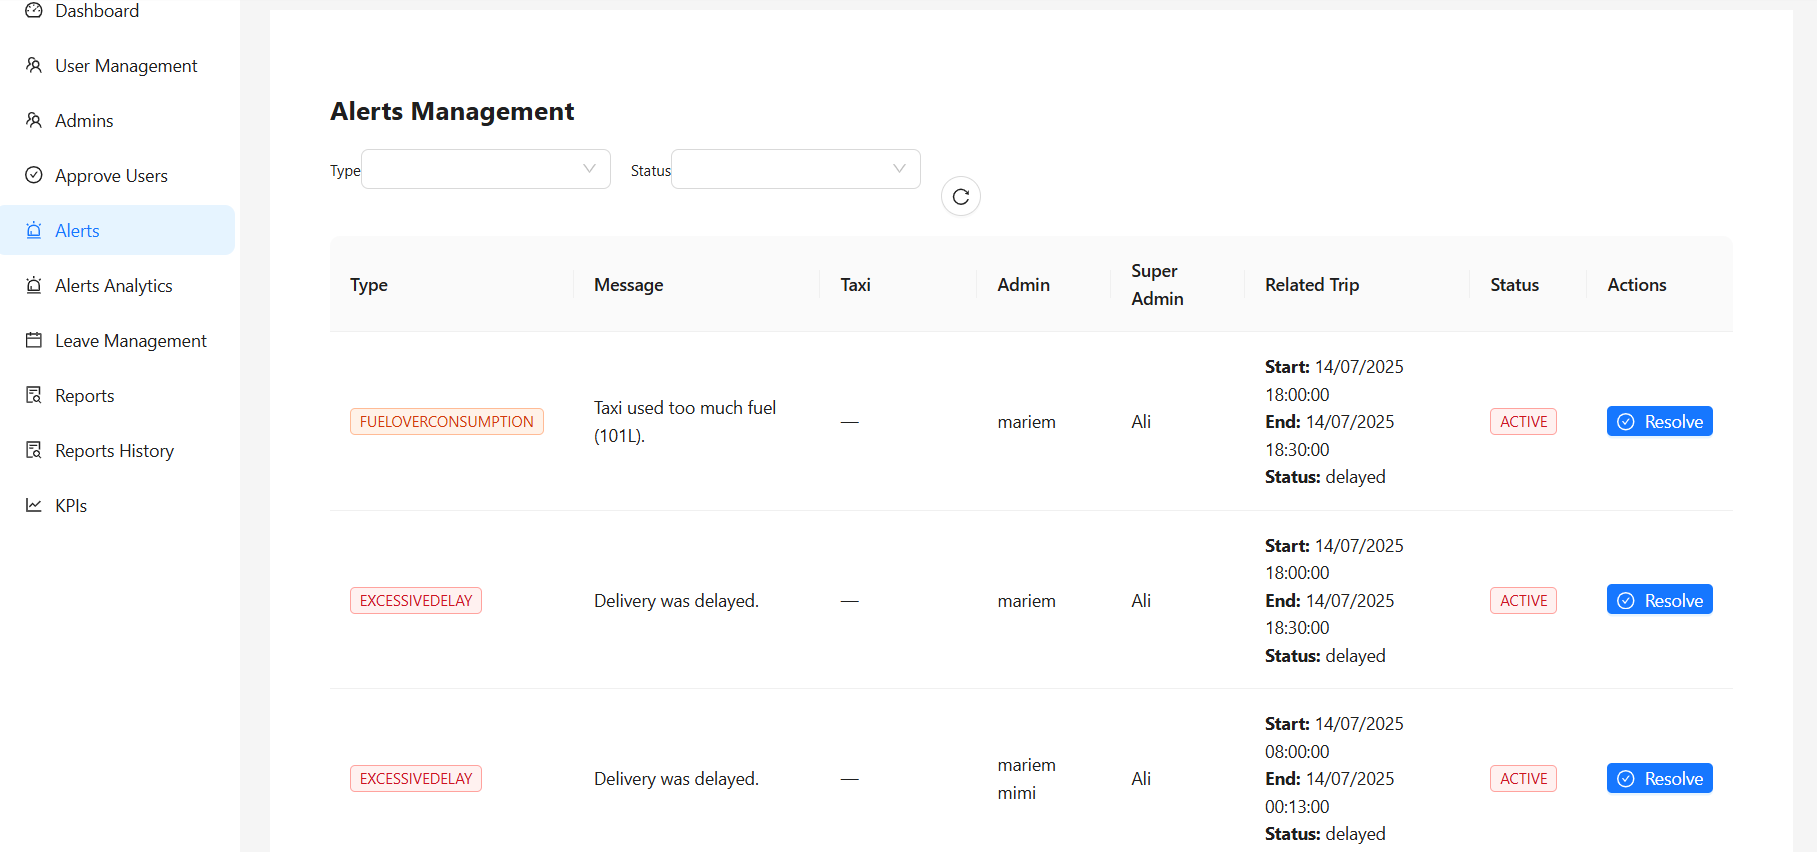 Dashboard
User Management
Admins
Approve Users
Alerts
Alerts Analytics
Leave Management
Reports
Reports History
KPIs
Alerts Management
Type
Status
Type Message Taxi Admin Super Admin Related Trip Status Actions
FUELOVERCONSUMPTION
Taxi used too much fuel
(101L).
—
mariem
Ali
Start: 14/07/2025
18:00:00
End: 14/07/2025
18:30:00
Status: delayed
ACTIVE
Resolve
EXCESSIVEDELAY
Delivery was delayed.
—
mariem
Ali
Start: 14/07/2025
18:00:00
End: 14/07/2025
18:30:00
Status: delayed
ACTIVE
Resolve
EXCESSIVEDELAY
Delivery was delayed.
—
mariem
mimi
Ali
Start: 14/07/2025
08:00:00
End: 14/07/2025
00:13:00
Status: delayed
ACTIVE
Resolve